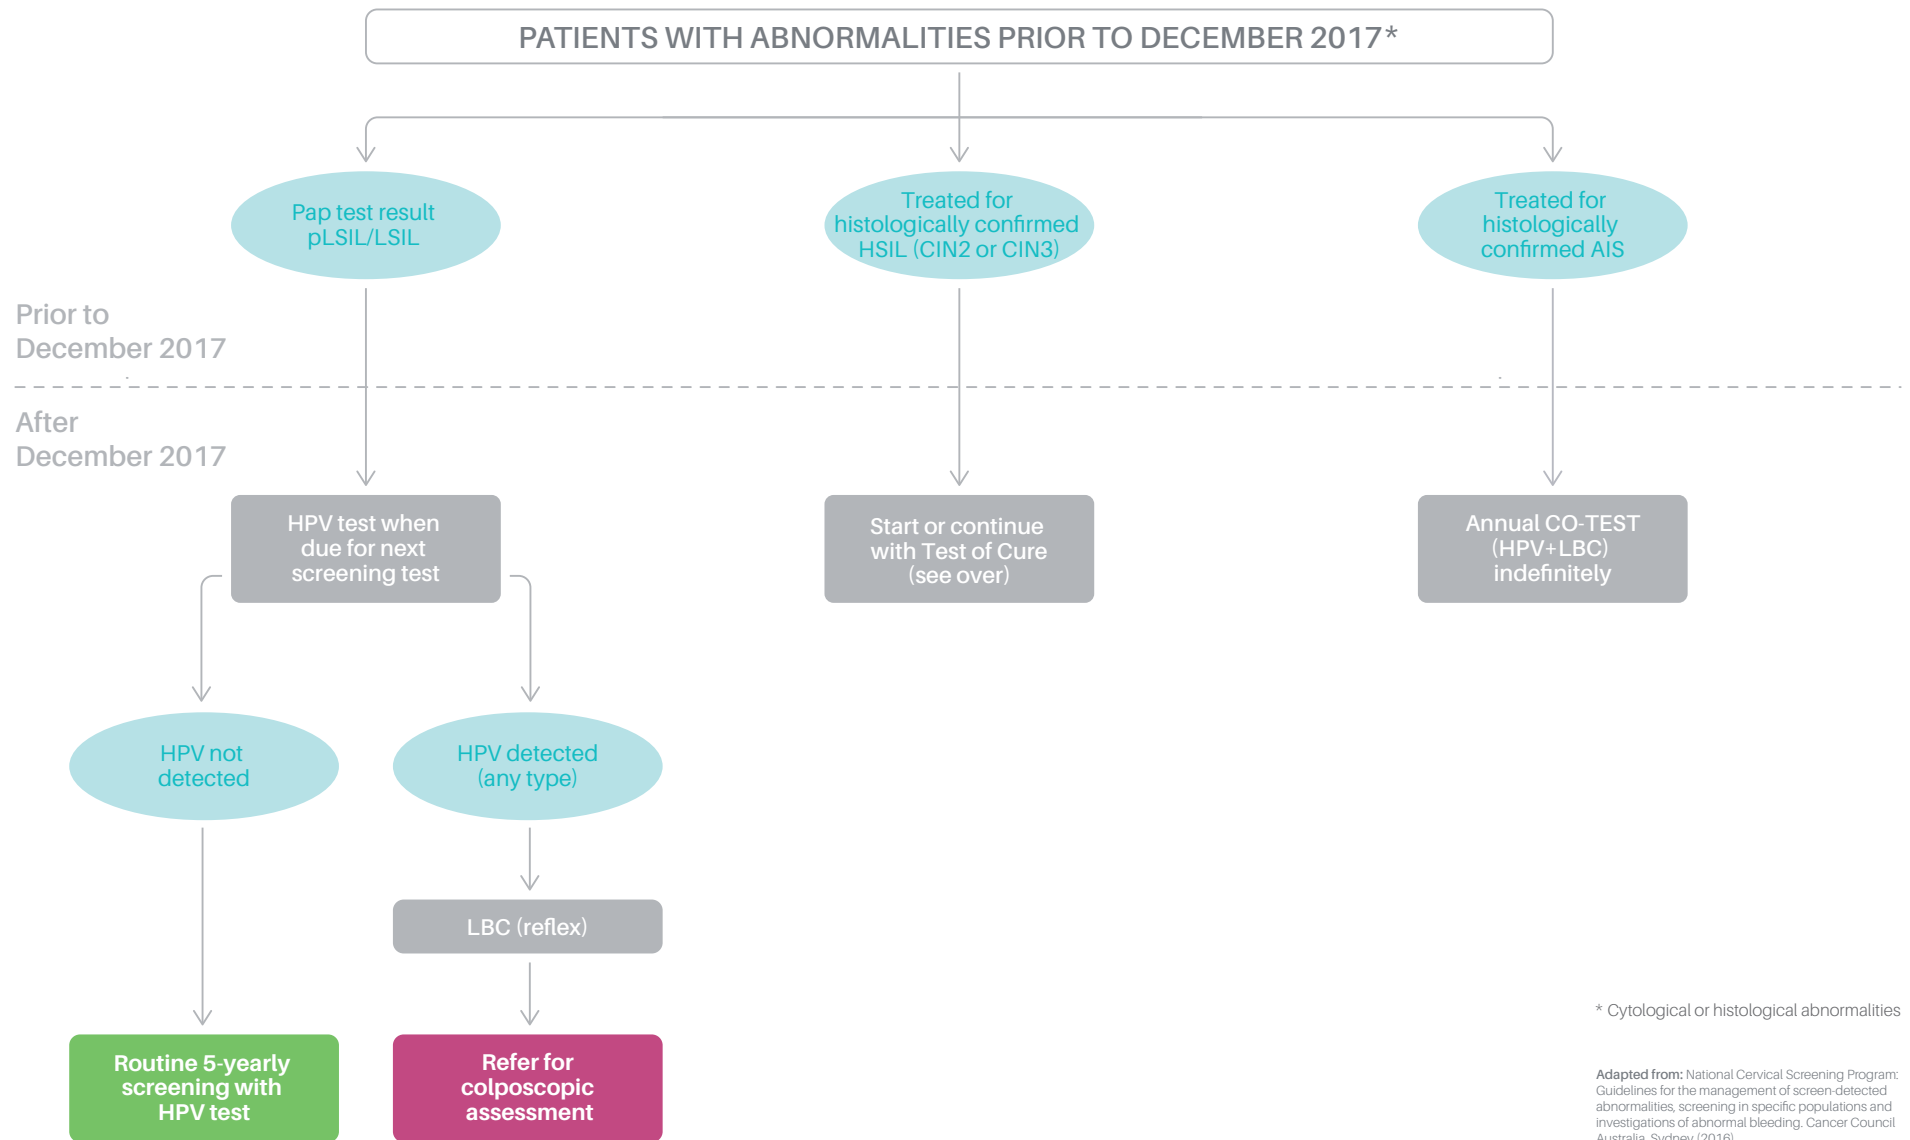 PATIENTS WITH ABNORMALITIES PRIOR TO DECEMBER 2017*
Pap test result
pLSIL/LSIL
Treated for
histologically confirmed
HSIL (CIN2 or CIN3)
Treated for
histologically
confirmed AIS
Prior to
December 2017
After
December 2017
HPV test when
due for next
screening test
Start or continue
with Test of Cure
(see over)
Annual CO-TEST
(HPV+LBC)
indefinitely
HPV not
detected
HPV detected
(any type)
LBC (reflex)
Routine 5-yearly
screening with
HPV test
Refer for
colposcopic
assessment
* Cytological or histological abnormalities
Adapted from: National Cervical Screening Program:
Guidelines for the management of screen-detected
abnormalities, screening in specific populations and
investigations of abnormal bleeding. Cancer Council
Australia, Sydney (2016)